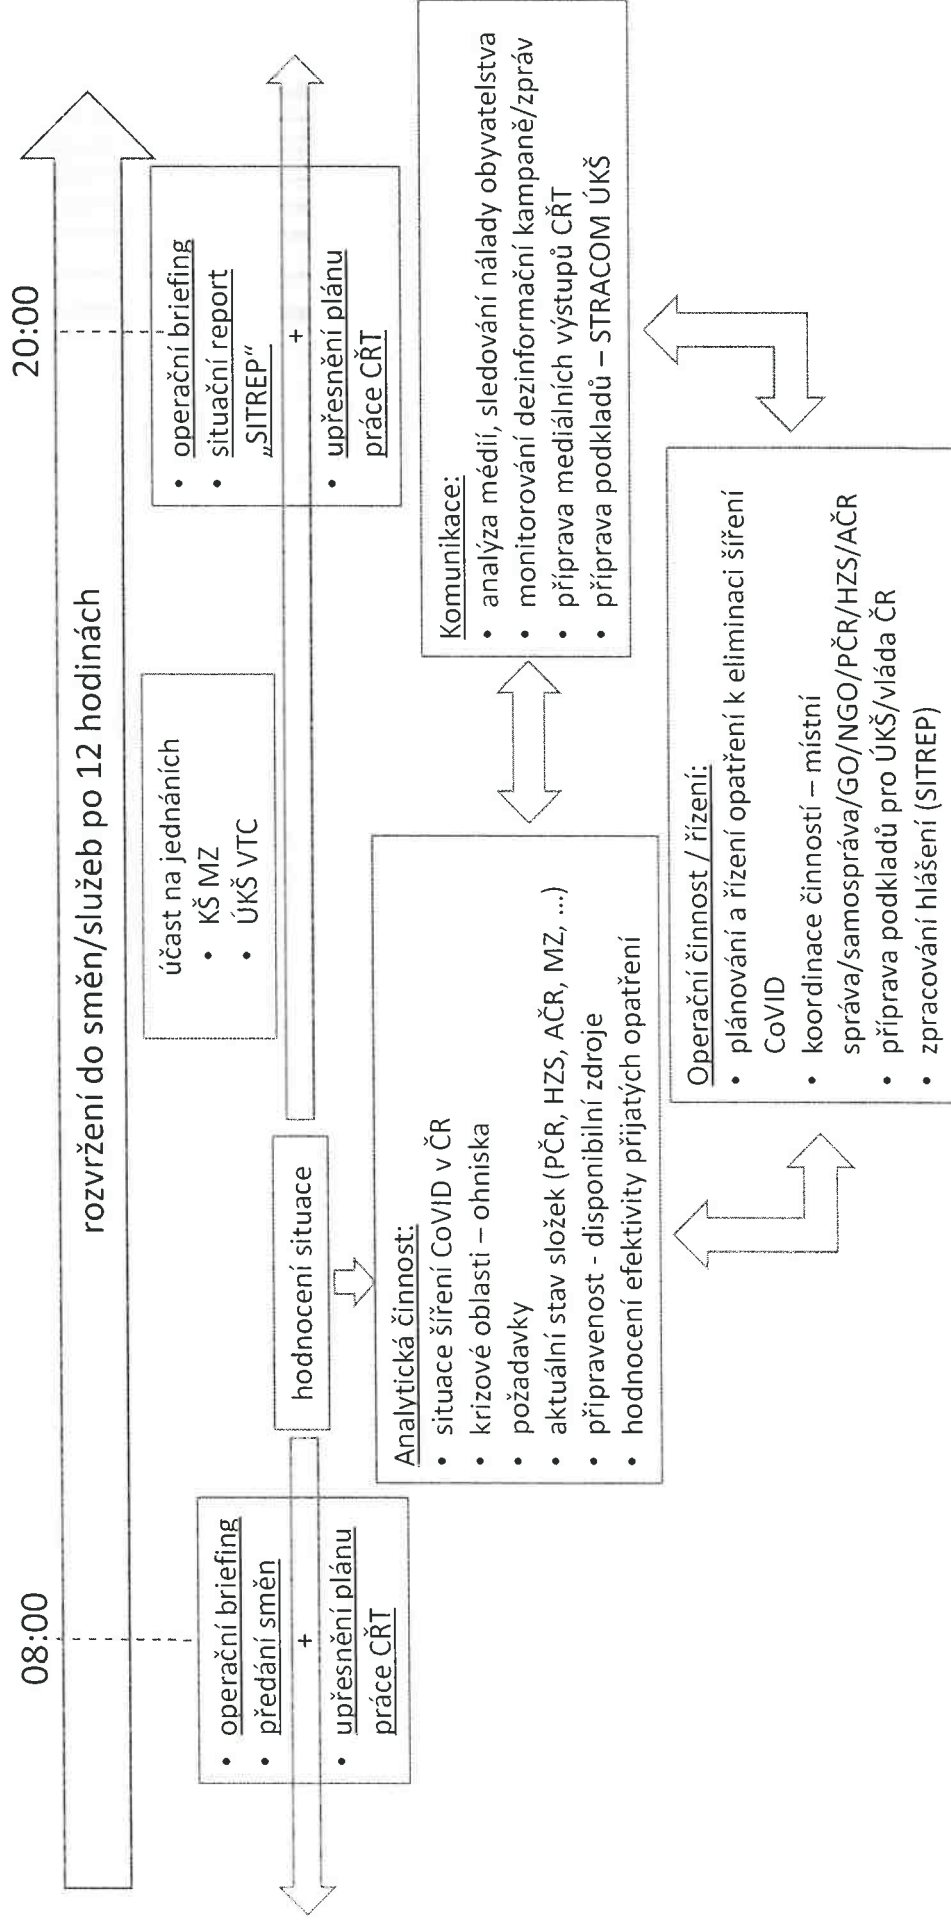 08:00
20:00
rozvržení do směn/služeb po 12 hodinách
• operační briefing
• předání směn
+
• upřesnění plánu
práce CŘT
hodnocení situace
účast na jednáních
• KŠ MZ
• ÚKŠ VTC
• operační briefing
• situační report
„SITREP“
+
• upřesnění plánu
práce CŘT
Analytická činnost:
• situace šíření CoVID v ČR
• krizové oblasti – ohniska
• požadavky
• aktuální stav složek (PČR, HZS, AČR, MZ, ...)
• připravenost - disponibilní zdroje
• hodnocení efektivity přijatých opatření
Komunikace:
• analýza médií, sledování nálady obyvatelstva
• monitorování dezinformační kampaně/zpráv
• příprava mediálních výstupů CŘT
• příprava podkladů – STRACOM ÚKŠ
Operační činnost / řízení:
• plánování a řízení opatření k eliminaci šíření
CoVID
• koordinace činností – místní
správa/samospráva/GO/NGO/PČR/HZS/AČR
• příprava podkladů pro ÚKŠ/vláda ČR
• zpracování hlášení (SITREP)